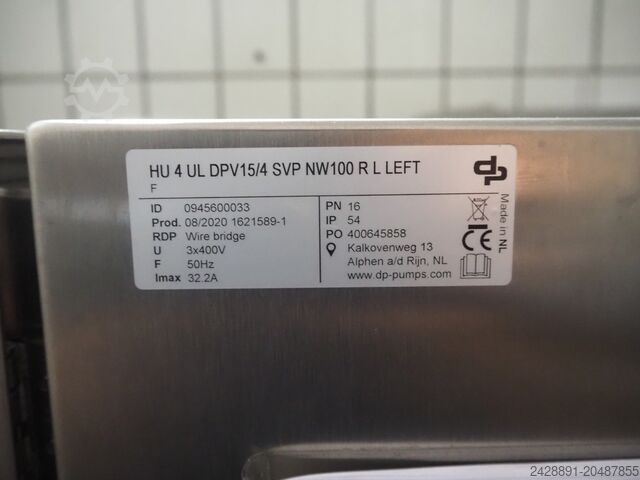 HU 4 UL DPV15/4 SVP NW100 R L LEFT
F
dp
ID 0945600033
Prod. 08/2020 1621589-1
RDP Wire bridge
U 3x400V
F 50Hz
Imax 32.2A
PN 16
IP 54
PO 400645858
Kalkovenweg 13
Alphen a/d Rijn, NL
www.dp-pumps.com
Made in NL
2428891-20487855